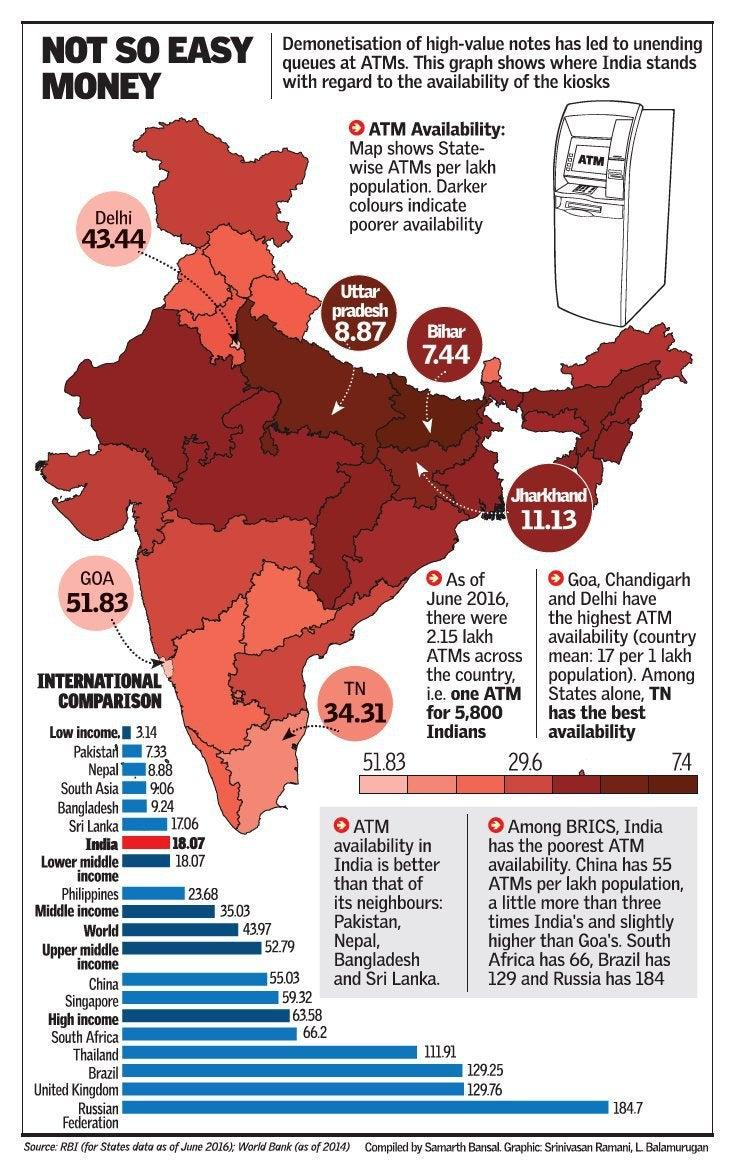 NOT SO EASY
MONEY
Demonetisation of high-value notes has led to unending
queues at ATMs. This graph shows where India stands
with regard to the availability of the kiosks
ATM Availability:
Map shows State-
wise ATMs per lakh
population. Darker
colours indicate
poorer availability
ATM
Delhi
43.44
Uttar
pradesh
8.87
Bihar
7.44
Jharkhand
11.13
GOA
51.83
TN
34.31
As of
June 2016,
there were
2.15 lakh
ATMs across
the country,
i.e. one ATM
for 5,800
Indians
Goa, Chandigarh
and Delhi have
the highest ATM
availability (country
mean: 17 per 1 lakh
population). Among
States alone, TN
has the best
availability
51.83 29.6 7.4
INTERNATIONAL
COMPARISON
Low income. 3.14
Pakistan 7.33
Nepal 8.88
South Asia 9.06
Bangladesh 9.24
Sri Lanka 17.06
India 18.07
Lower middle
income 18.07
Philippines 23.68
Middle income 35.03
World 43.97
Upper middle
income 52.79
China 55.03
Singapore 59.32
High income 63.58
South Africa 66.2
Thailand 111.91
Brazil 129.25
United Kingdom 129.76
Russian
Federation 184.7
ATM
availability in
India is better
than that of
its neighbours:
Pakistan,
Nepal,
Bangladesh
and Sri Lanka.
Among BRICS, India
has the poorest ATM
availability. China has 55
ATMs per lakh population,
a little more than three
times India's and slightly
higher than Goa's. South
Africa has 66, Brazil has
129 and Russia has 184
Source: RBI (for States data as of June 2016); World Bank (as of 2014) Compiled by Samarth Bansal. Graphic: Srinivasan Ramani, L. Balamurugan